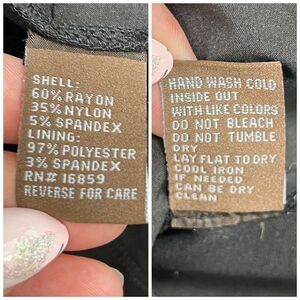 SHELL:
60% RAYON
35% NYLON
5% SPANDEX
LINING:
97% POLYESTER
3% SPANDEX
RN# 16859
REVERSE FOR CARE
HAND WASH COLD
INSIDE OUT
WITH LIKE COLORS
DO NOT BLEACH
DO NOT TUMBLE
DRY
LAY FLAT TO DRY
COOL IRON
IF NEEDED
CAN BE DRY
CLEAN